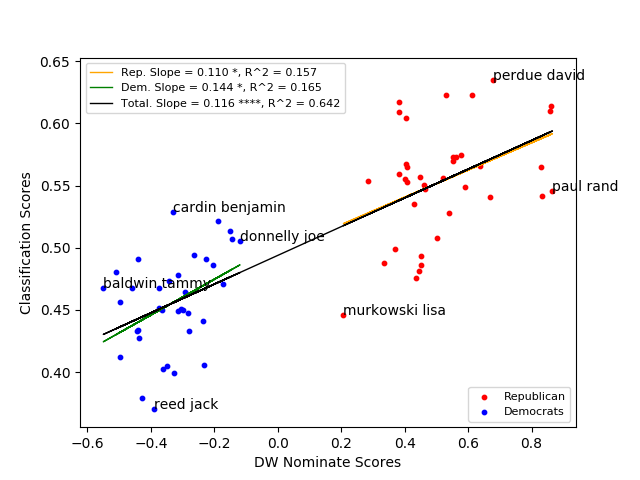 0.65
0.60
0.55
0.50
0.45
0.40
Classification Scores
Rep. Slope = 0.110 *, R^2 = 0.157
Dem. Slope = 0.144 *, R^2 = 0.165
Total. Slope = 0.116 ****, R^2 = 0.642
perdue david
paul rand
cardin benjamin
donnelly joe
baldwin tammy
murkowski lisa
reed jack
Republican
Democrats
−0.6 −0.4 −0.2 0.0 0.2 0.4 0.6 0.8
DW Nominate Scores